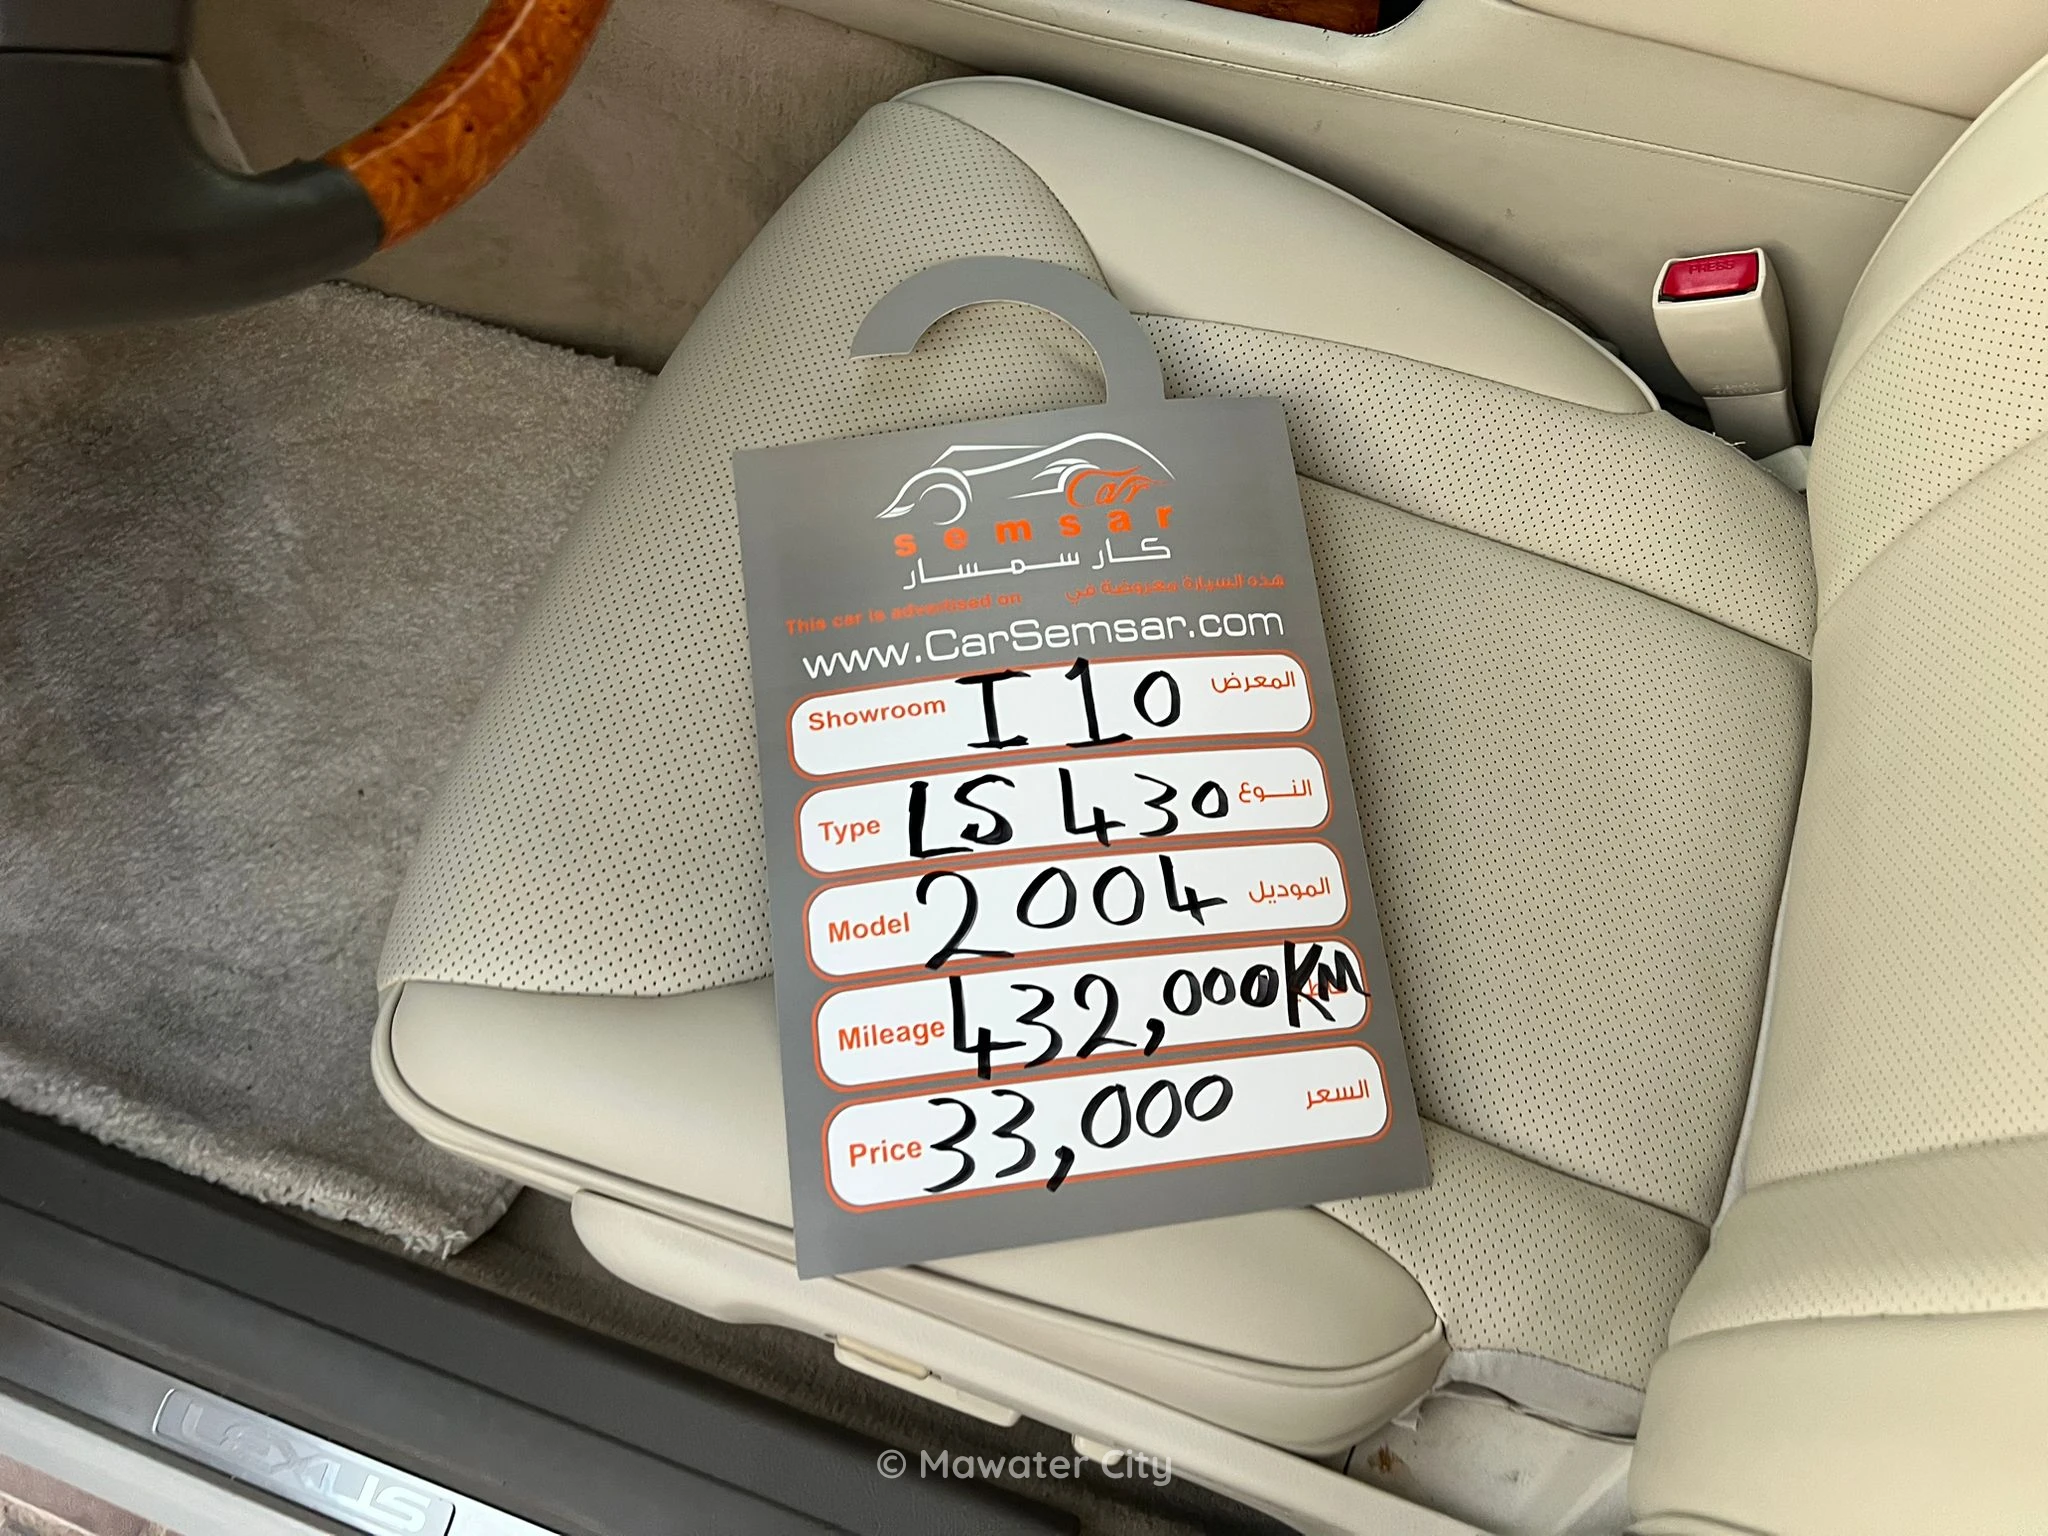 PRESS
Car
semsar
كار سمسار
This car is advertised on هذه السيارة معروضة في
www.CarSemsar.com
Showroom I10 المعرض
Type LS 430 النوع
Model 2004 الموديل
Mileage 432,000KM
Price 33,000 السعر
LEXUS
© Mawater City